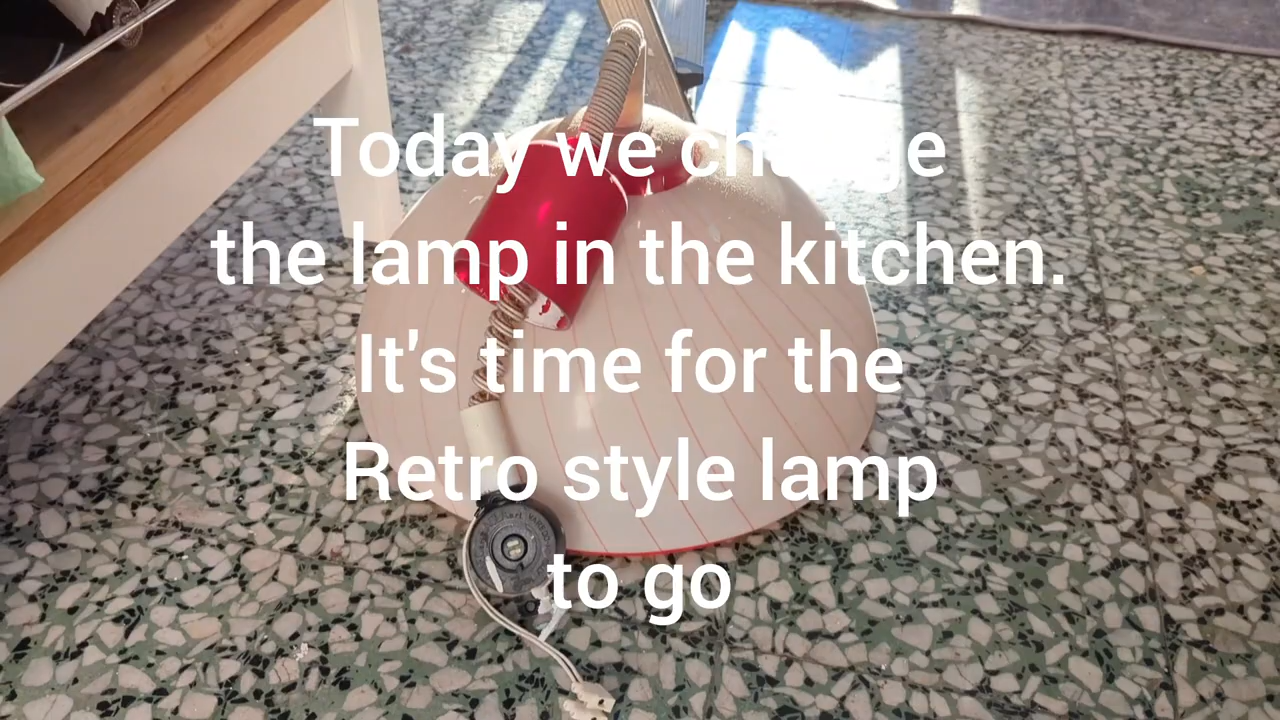 Today we change
the lamp in the kitchen.
It's time for the
Retro style lamp
to go